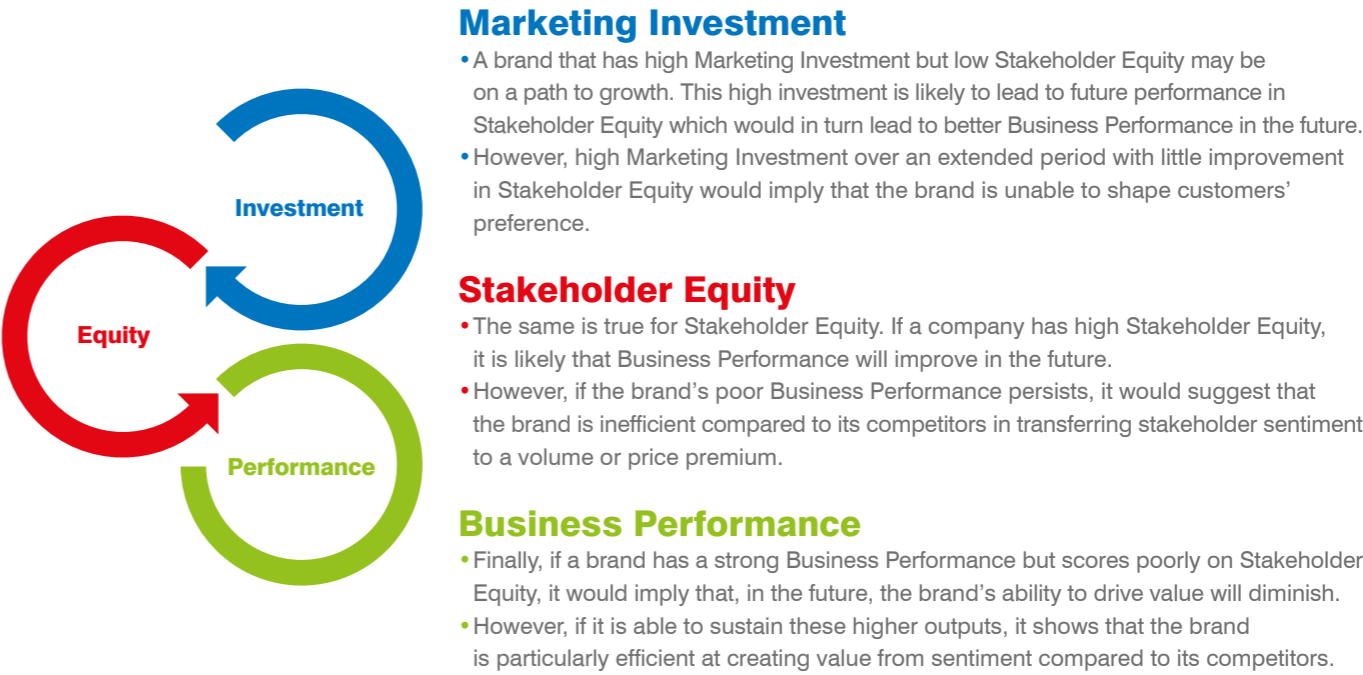 Marketing Investment
•A brand that has high Marketing Investment but low Stakeholder Equity may be
on a path to growth. This high investment is likely to lead to future performance in
Stakeholder Equity which would in turn lead to better Business Performance in the future.
•However, high Marketing Investment over an extended period with little improvement
in Stakeholder Equity would imply that the brand is unable to shape customers’
preference.
Investment
Stakeholder Equity
•The same is true for Stakeholder Equity. If a company has high Stakeholder Equity,
it is likely that Business Performance will improve in the future.
•However, if the brand’s poor Business Performance persists, it would suggest that
the brand is inefficient compared to its competitors in transferring stakeholder sentiment
to a volume or price premium.
Equity
Performance
Business Performance
•Finally, if a brand has a strong Business Performance but scores poorly on Stakeholder
Equity, it would imply that, in the future, the brand’s ability to drive value will diminish.
•However, if it is able to sustain these higher outputs, it shows that the brand
is particularly efficient at creating value from sentiment compared to its competitors.